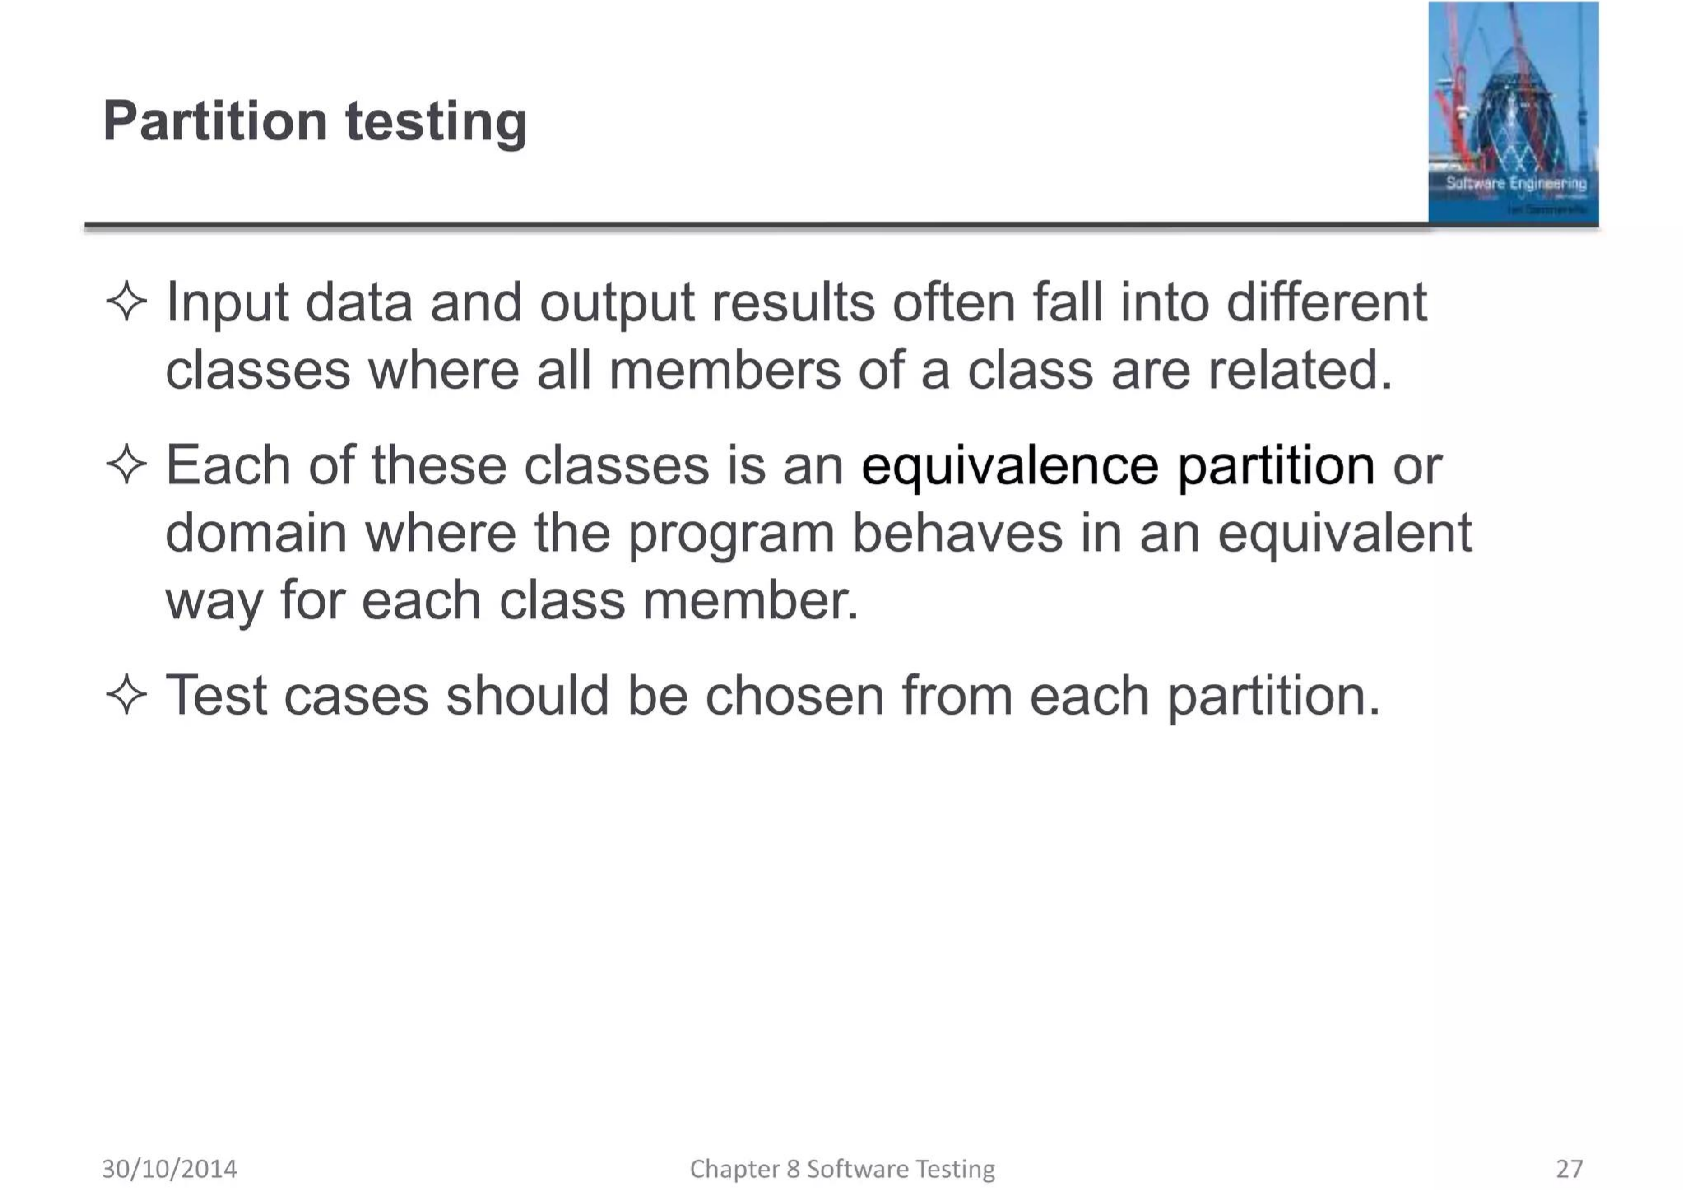 Partition testing
Software Engineering
✧ Input data and output results often fall into different
classes where all members of a class are related.
✧ Each of these classes is an equivalence partition or
domain where the program behaves in an equivalent
way for each class member.
✧ Test cases should be chosen from each partition.
30/10/2014
Chapter 8 Software Testing
27